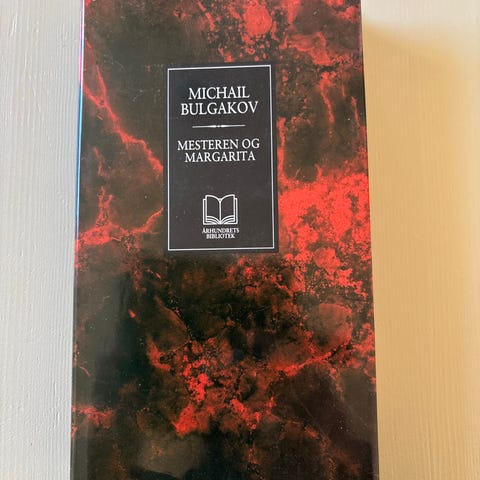 MICHAIL
BULGAKOV
MESTEREN OG
MARGARITA
ÅRHUNDRETS
BIBLIOTEK